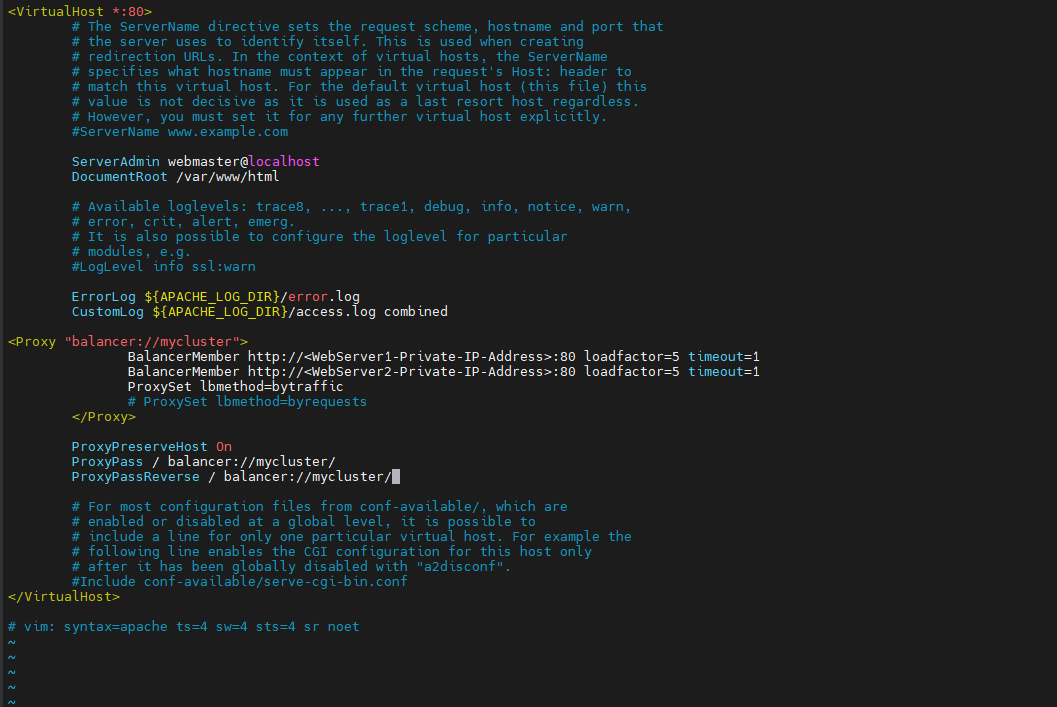 <VirtualHost *:80>
# The ServerName directive sets the request scheme, hostname and port that
# the server uses to identify itself. This is used when creating
# redirection URLs. In the context of virtual hosts, the ServerName
# specifies what hostname must appear in the request's Host: header to
# match this virtual host. For the default virtual host (this file) this
# value is not decisive as it is used as a last resort host regardless.
# However, you must set it for any further virtual host explicitly.
#ServerName www.example.com
ServerAdmin webmaster@localhost
DocumentRoot /var/www/html
# Available loglevels: trace8, ..., trace1, debug, info, notice, warn,
# error, crit, alert, emerg.
# It is also possible to configure the loglevel for particular
# modules, e.g.
#LogLevel info ssl:warn
ErrorLog ${APACHE_LOG_DIR}/error.log
CustomLog ${APACHE_LOG_DIR}/access.log combined
<Proxy "balancer://mycluster">
BalancerMember http://<WebServer1-Private-IP-Address>:80 loadfactor=5 timeout=1
BalancerMember http://<WebServer2-Private-IP-Address>:80 loadfactor=5 timeout=1
ProxySet lbmethod=bytraffic
# ProxySet lbmethod=byrequests
</Proxy>
ProxyPreserveHost On
ProxyPass / balancer://mycluster/
ProxyPassReverse / balancer://mycluster/
# For most configuration files from conf-available/, which are
# enabled or disabled at a global level, it is possible to
# include a line for only one particular virtual host. For example the
# following line enables the CGI configuration for this host only
# after it has been globally disabled with "a2disconf".
#Include conf-available/serve-cgi-bin.conf
</VirtualHost>
# vim: syntax=apache ts=4 sw=4 sts=4 sr noet
~
~
~
~
~